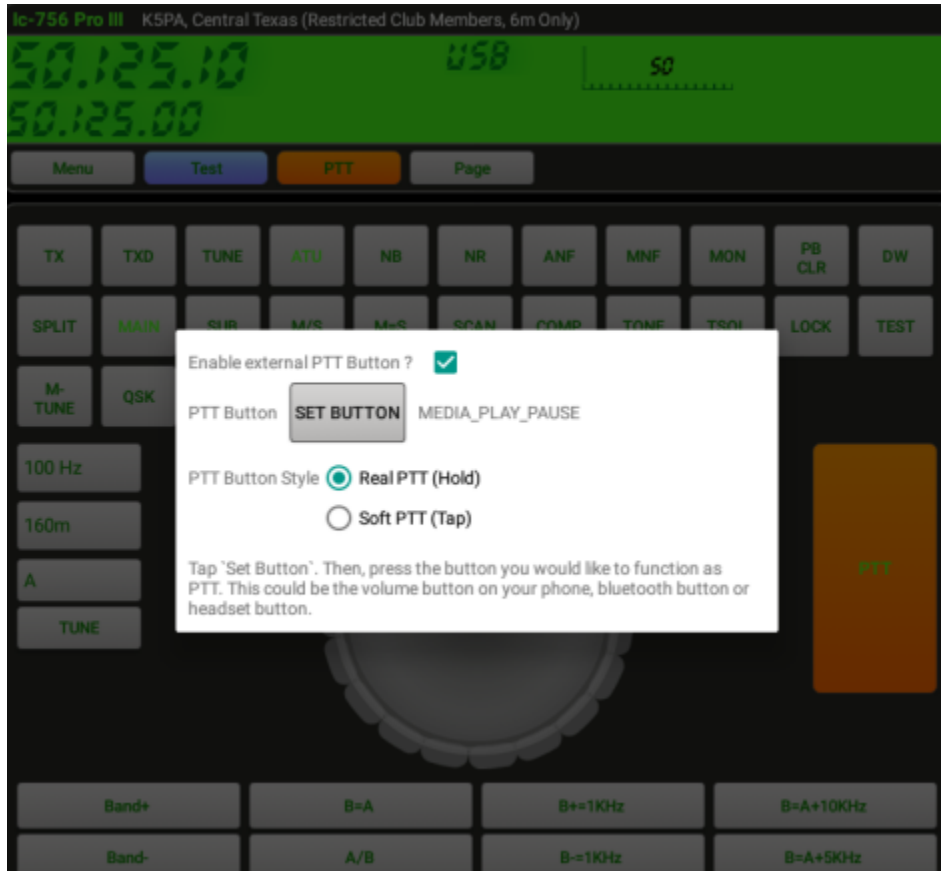 Ic-756 Pro III K5PA, Central Texas (Restricted Club Members, 6m Only)
50.125.10 USB S0
50.125.00
Menu Test PTT Page
TX TXD TUNE ATU NB NR ANF MNF MON PB CLR DW
SPLIT MAIN SUB M/S M=S SCAN COMP TONE TSQL LOCK TEST
M-TUNE QSK
Enable external PTT Button ?
PTT Button SET BUTTON MEDIA_PLAY_PAUSE
100 Hz
PTT Button Style Real PTT (Hold)
160m
Soft PTT (Tap)
Tap `Set Button`. Then, press the button you would like to function as
PTT. This could be the volume button on your phone, bluetooth button or
headset button.
A
PTT
TUNE
Band+ B=A B+=1KHz B=A+10KHz
Band- A/B B-=1KHz B=A+5KHz